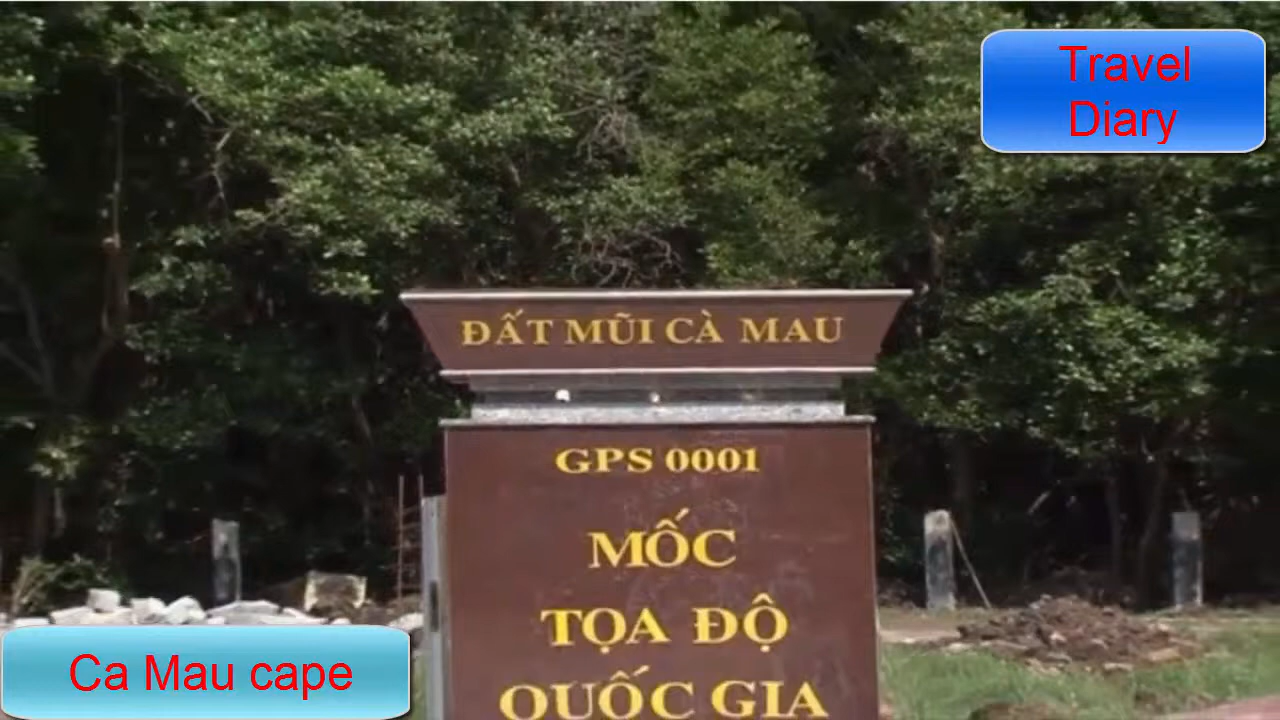 Travel
Diary
ĐẤT MŨI CÀ MAU
GPS 0001
MỐC
TỌA ĐỘ
QUỐC GIA
Ca Mau cape